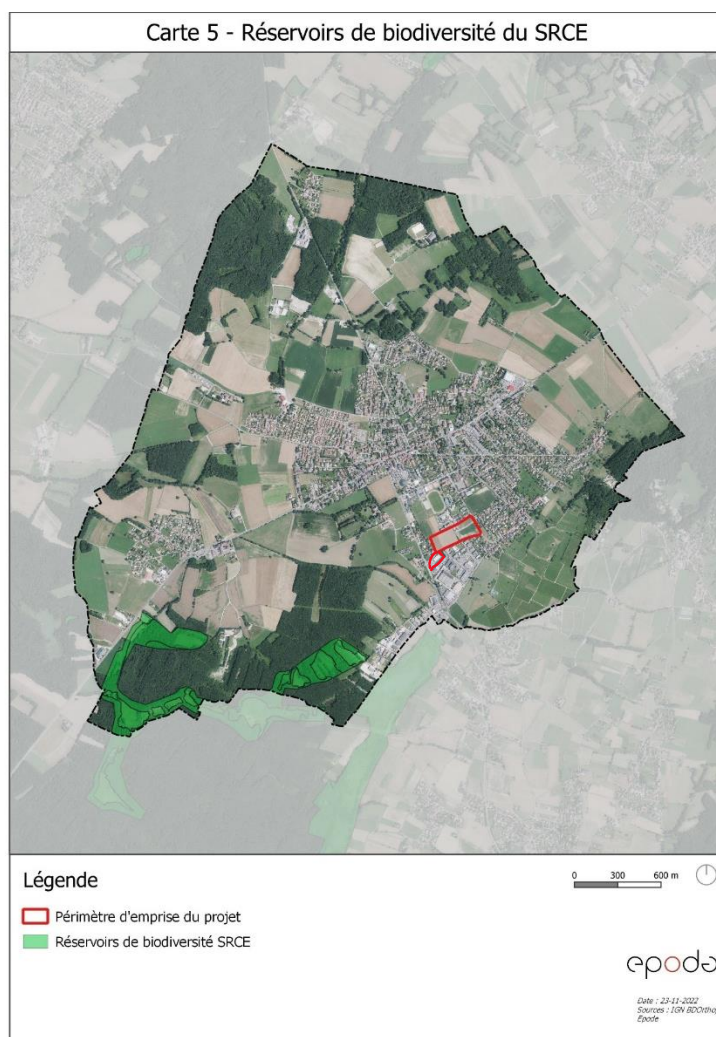 Carte 5 - Réservoirs de biodiversité du SRCE
Légende
0 300 600 m
Périmètre d'emprise du projet
Réservoirs de biodiversité SRCE
epode
Date : 23-11-2022
Sources : IGN BDOrtho,
Epode